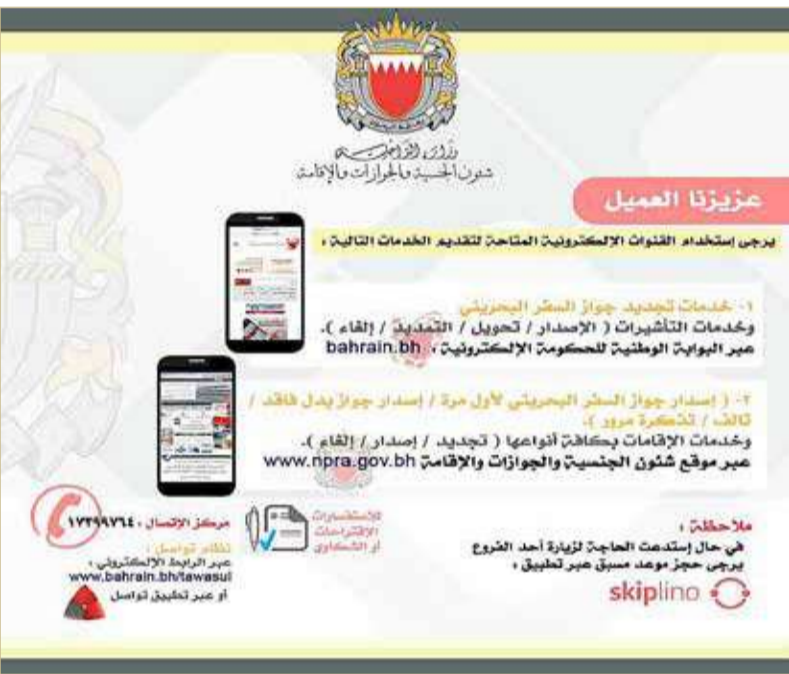 وزارة الداخلية
شئون الجنسية والجوازات والإقامة
عزيزنا العميل
يرجى إستخدام القنوات الإلكترونية المتاحة لتقديم الخدمات التالية :
١- خدمات تجديد جواز السفر البحريني
وخدمات التأشيرات ( الإصدار / تحويل / التمديد / إلغاء ).
عبر البوابة الوطنية للحكومة الإلكترونية ، bahrain.bh
٢- ( إصدار جواز السفر البحريني لأول مرة / إصدار جواز بدل فاقد /
تالف / تذكرة مرور ).
وخدمات الإقامات بكافة أنواعها ( تجديد / إصدار / إلغاء ).
عبر موقع شئون الجنسية والجوازات والإقامة www.npra.gov.bh
ملاحظة :
في حال إستدعت الحاجة لزيارة أحد الفروع
يرجى حجز موعد مسبق عبر تطبيق :
skiplino
للاستفسارات
الإقتراحات
أو الشكاوى
مركز الإتصال : ١٧٣٩٩٧٦٤
نظام تواصل :
عبر الرابط الإلكتروني :
www.bahrain.bh/tawasul
أو عبر تطبيق تواصل